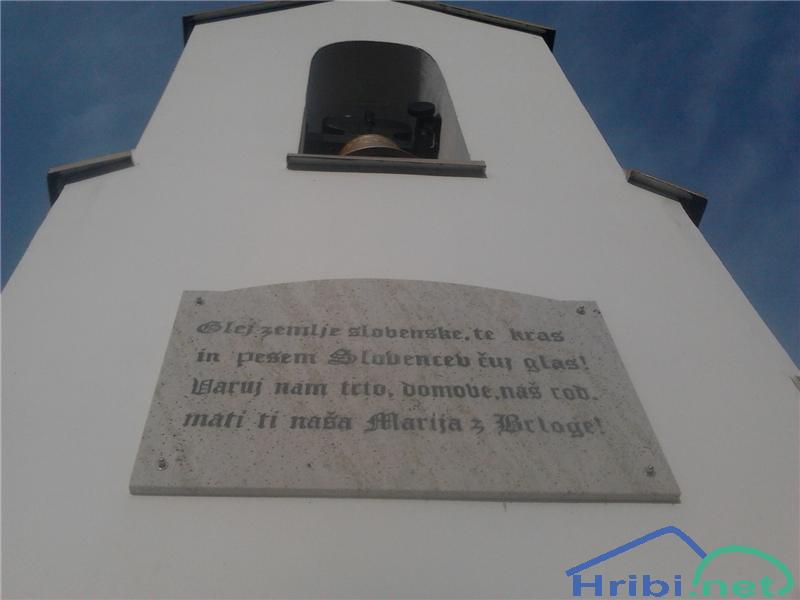 Glej zemlje slovenske, te kras
in pesem Slovencev čuj glas!
Varuj nam trto, domove, naš rod,
mati ti naša Marija z Brloge!
Hribi.net